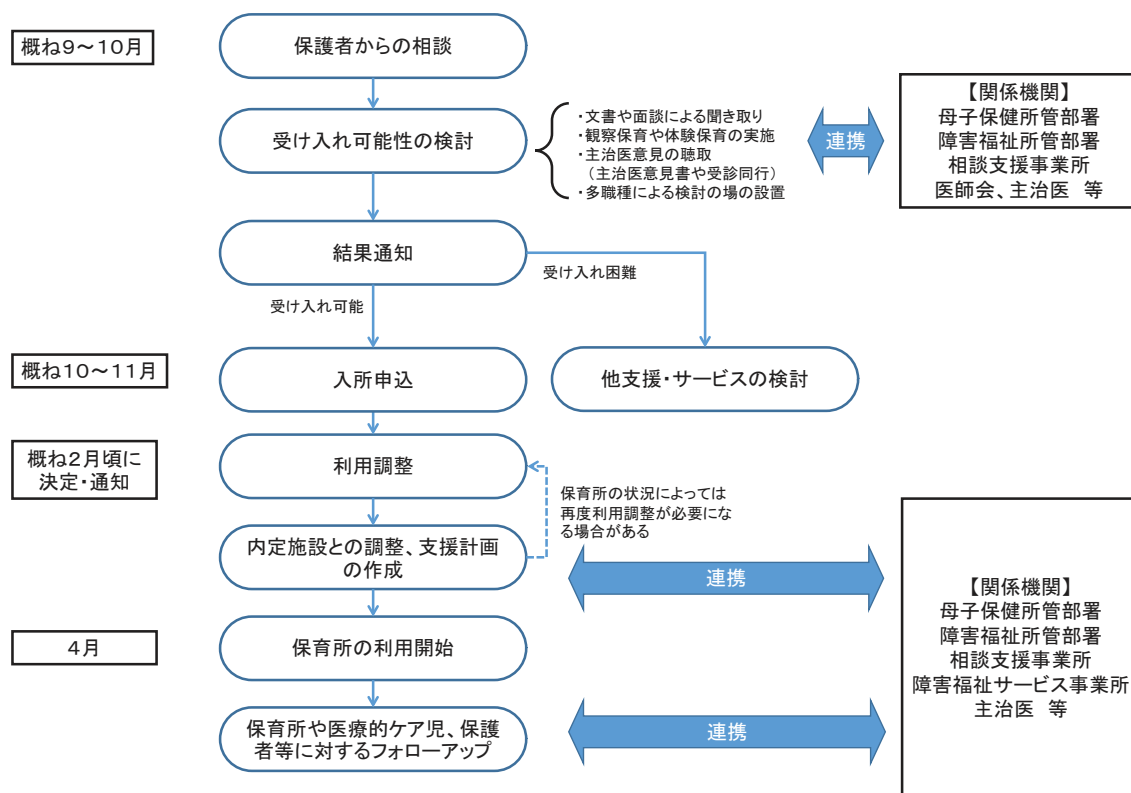 概ね９～１０月
保護者からの相談
受け入れ可能性の検討
・文書や面談による聞き取り
・観察保育や体験保育の実施
・主治医意見の聴取
（主治医意見書や受診同行）
・多職種による検討の場の設置
連携
【関係機関】
母子保健所管部署
障害福祉所管部署
相談支援事業所
医師会、主治医　等
結果通知
受け入れ困難
受け入れ可能
概ね１０～１１月
入所申込
他支援・サービスの検討
概ね２月頃に
決定・通知
利用調整
保育所の状況によっては
再度利用調整が必要にな
る場合がある
内定施設との調整、支援計画
の作成
連携
【関係機関】
母子保健所管部署
障害福祉所管部署
相談支援事業所
障害福祉サービス事業所
主治医　等
４月
保育所の利用開始
保育所や医療的ケア児、保護
者等に対するフォローアップ
連携